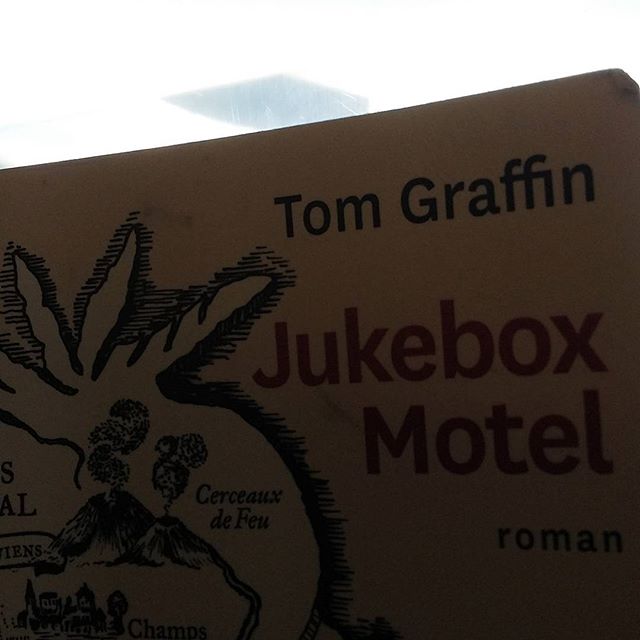 Tom Graffin
Jukebox
Motel
roman
Cerceaux
de Feu
S
AL
VIENS
Champs